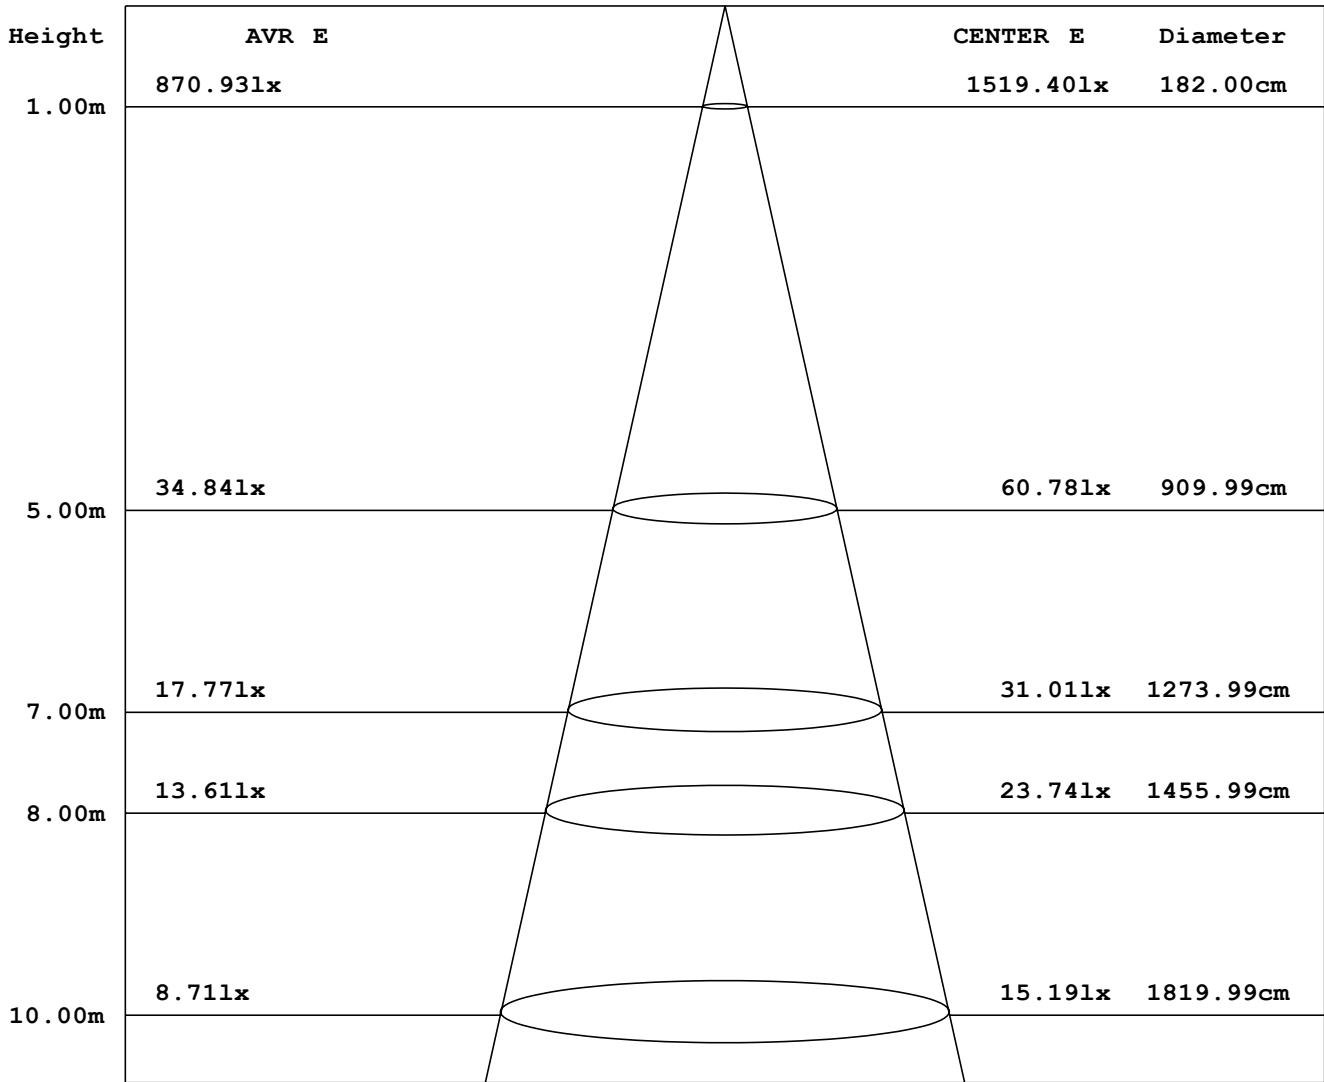 Height AVR E CENTER E Diameter
870.93lx 1519.40lx 182.00cm
1.00m
34.84lx 60.78lx 909.99cm
5.00m
17.77lx 31.01lx 1273.99cm
7.00m
13.61lx 23.74lx 1455.99cm
8.00m
8.71lx 15.19lx 1819.99cm
10.00m